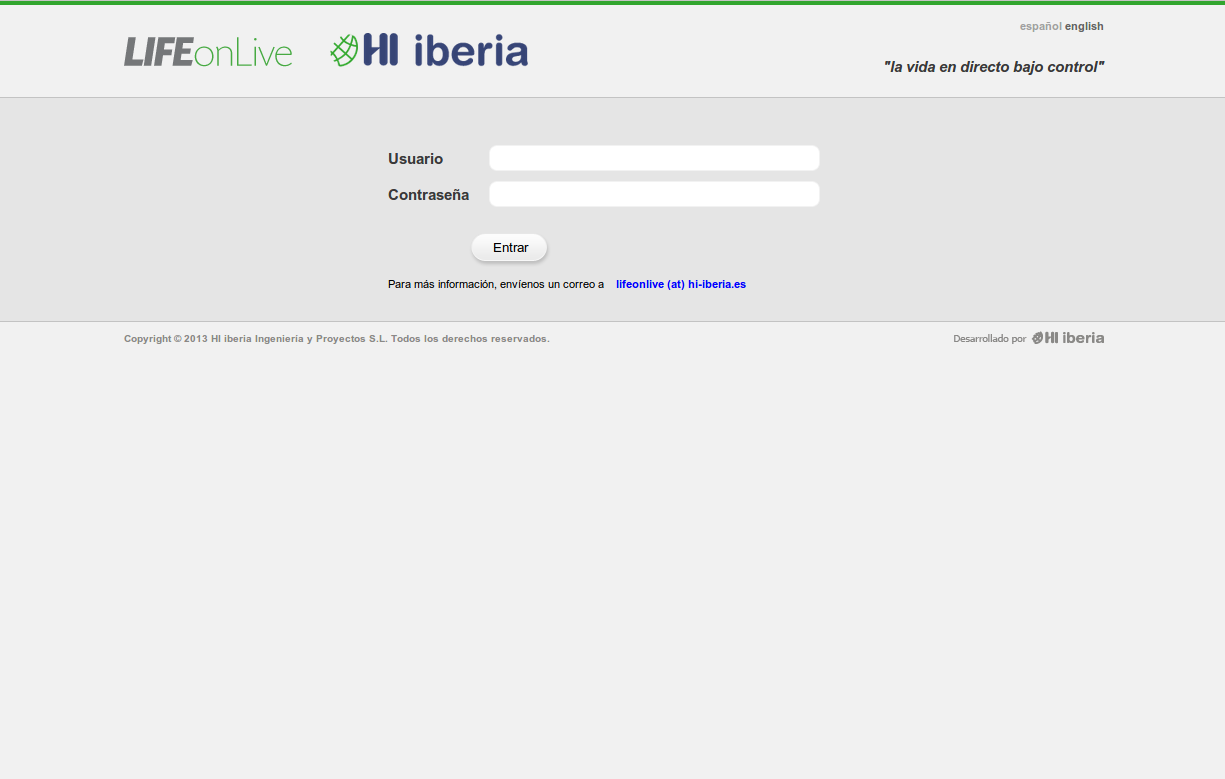 español english
LIFEonLive HI iberia
"la vida en directo bajo control"
Usuario
Contraseña
Entrar
Para más información, envíenos un correo a lifeonlive (at) hi-iberia.es
Copyright © 2013 HI iberia Ingeniería y Proyectos S.L. Todos los derechos reservados.
Desarrollado por HI iberia